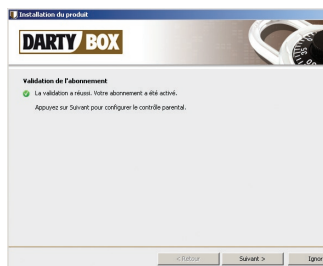 Installation du produit
DARTY BOX
Validation de l'abonnement
La validation a réussi. Votre abonnement a été activé.
Appuyez sur Suivant pour configurer le contrôle parental.
< Retour
Suivant >
Ignor